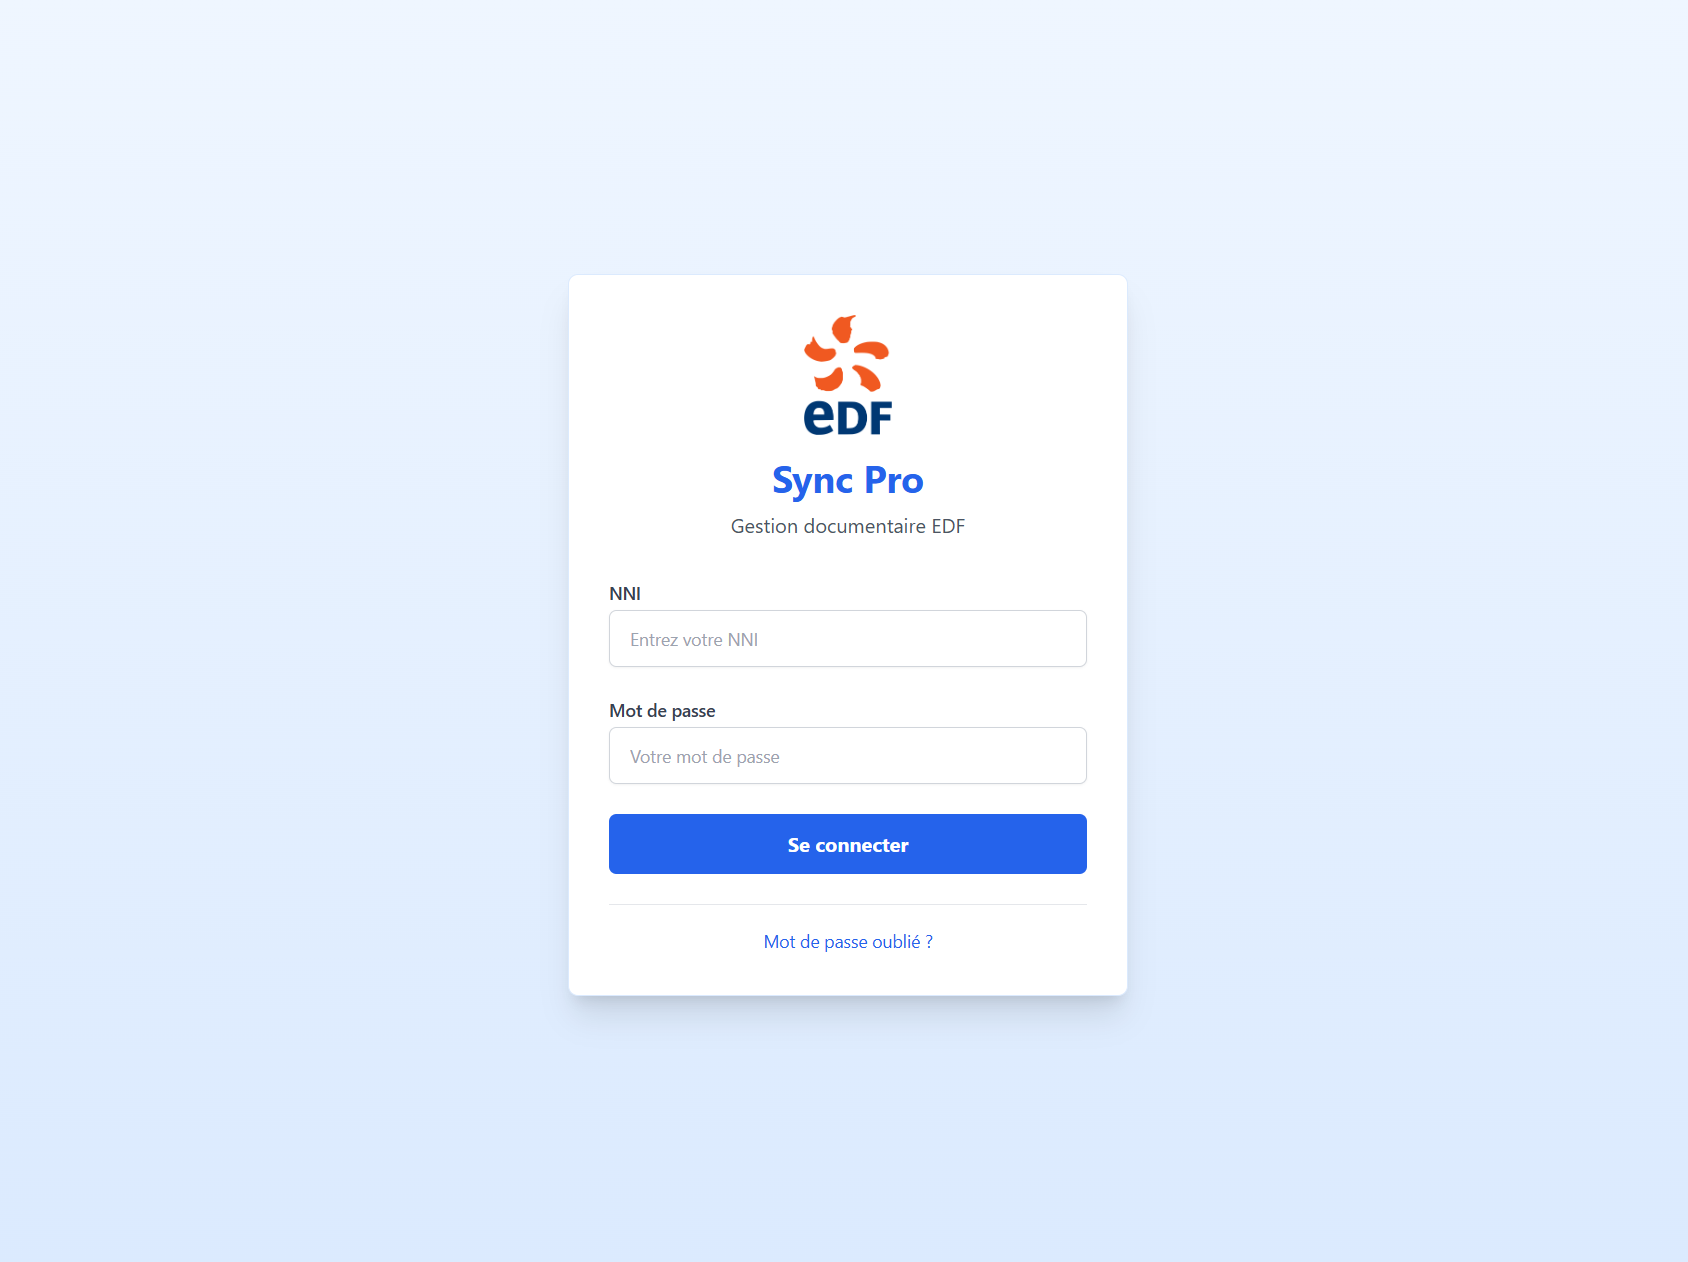 eDF
Sync Pro
Gestion documentaire EDF
NNI
Entrez votre NNI
Mot de passe
Votre mot de passe
Se connecter
Mot de passe oublié ?